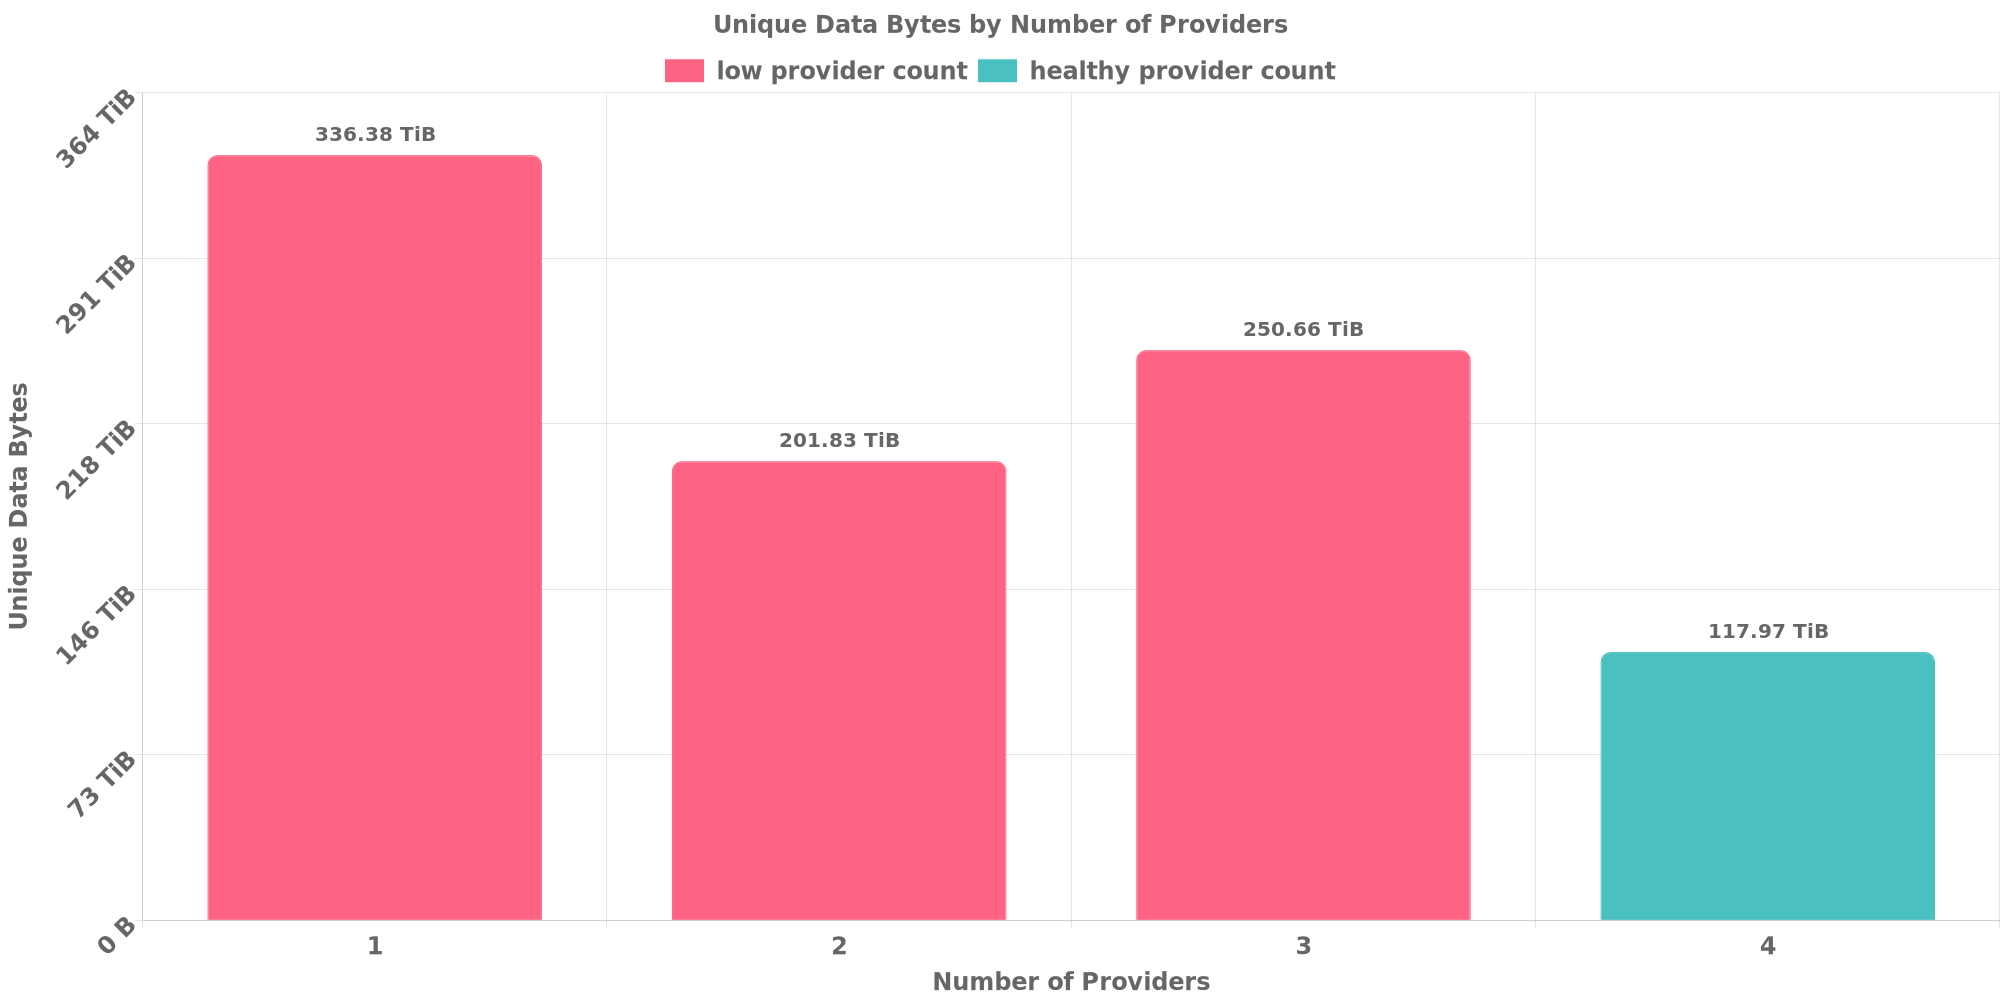 Unique Data Bytes by Number of Providers
low provider count healthy provider count
364 TiB
336.38 TiB
291 TiB
250.66 TiB
218 TiB
201.83 TiB
146 TiB
117.97 TiB
73 TiB
0 B
Unique Data Bytes
1 2 3 4
Number of Providers